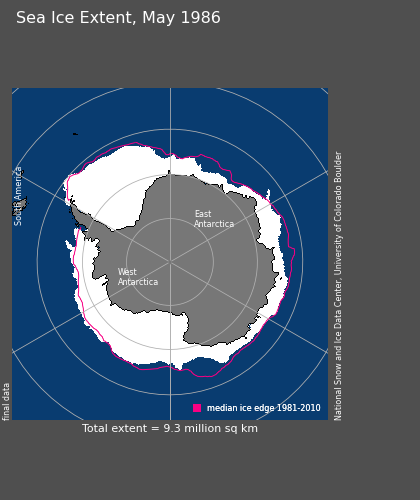 Sea Ice Extent, May 1986
South America
East
Antarctica
West
Antarctica
National Snow and Ice Data Center, University of Colorado Boulder
final data
median ice edge 1981-2010
Total extent = 9.3 million sq km